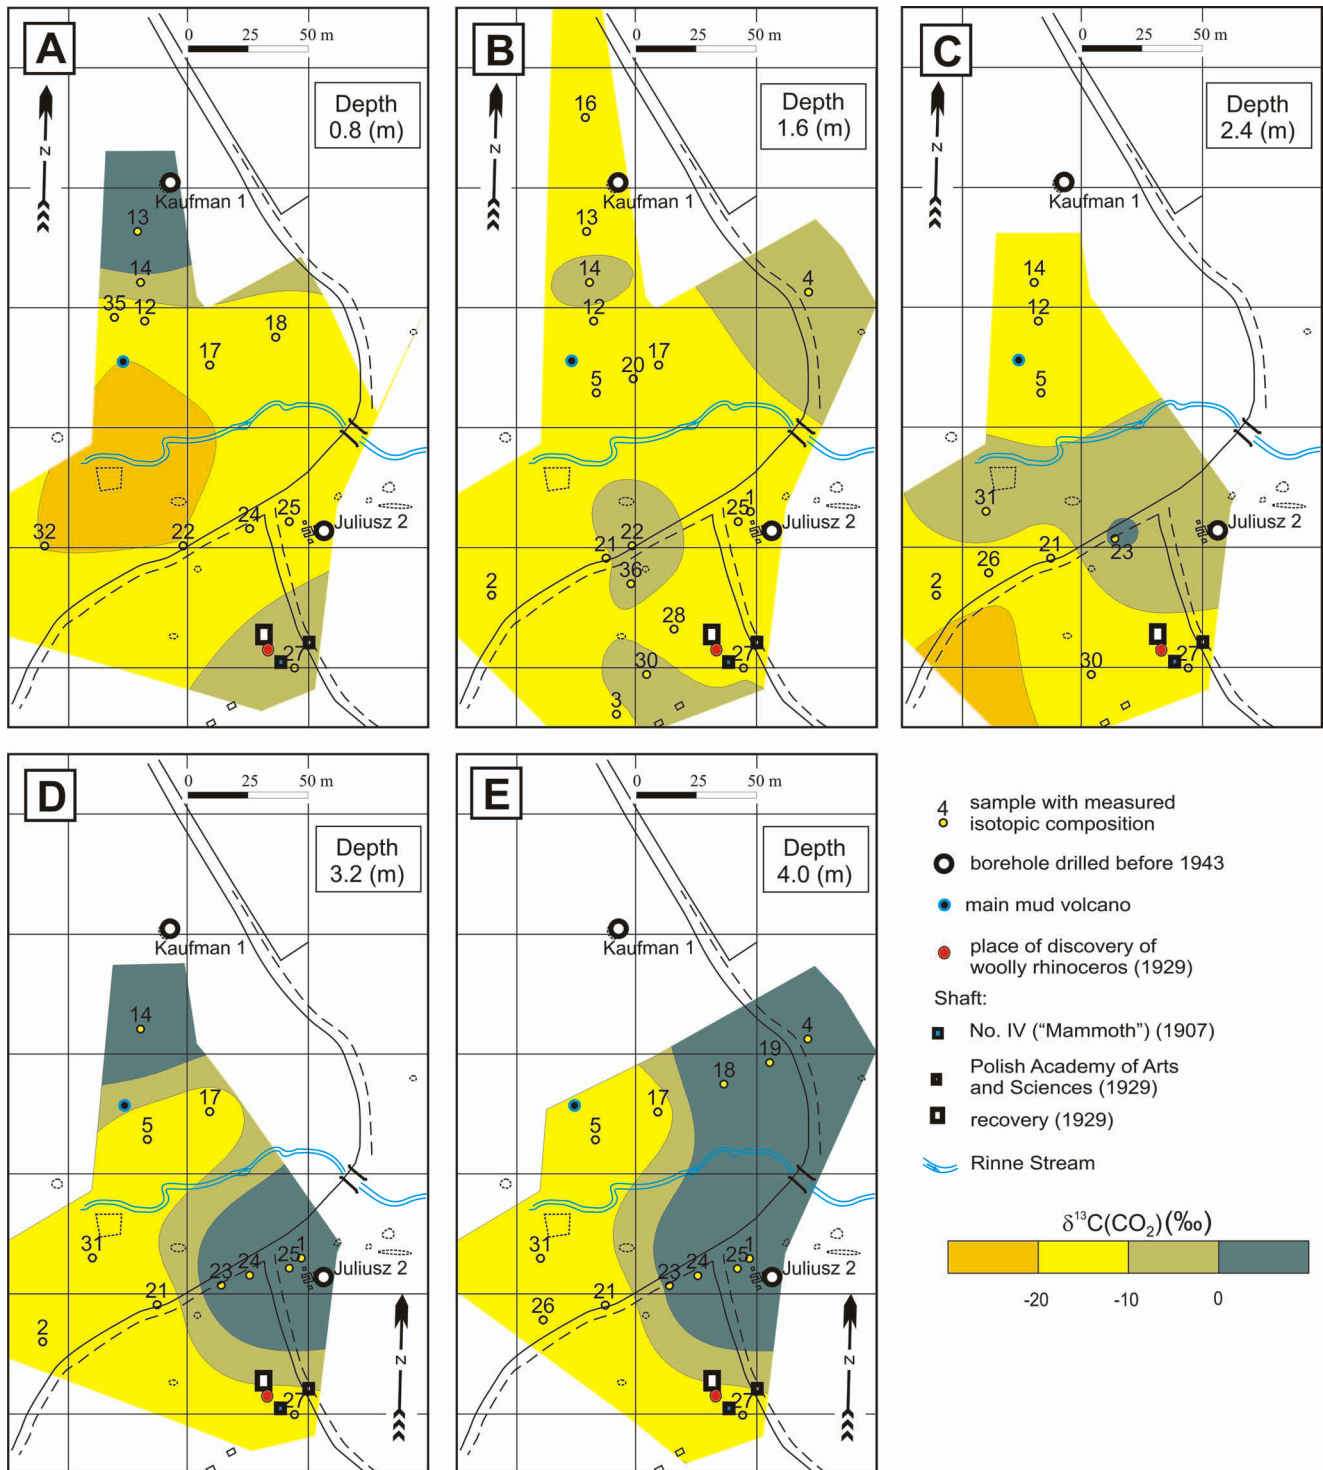 A
0 25 50 m
Depth
0.8 (m)
N
Kaufman 1
13
14
35 12
18
17
24 25
Juliusz 2
32
22
27
B
0 25 50 m
Depth
1.6 (m)
N
16
Kaufman 1
13
14
4
12
20 17
5
1
25
Juliusz 2
22
21
36
2
28
30
27
3
C
0 25 50 m
Depth
2.4 (m)
N
Kaufman 1
14
12
5
31
Juliusz 2
23
26 21
2
30
27
D
0 25 50 m
Depth
3.2 (m)
Kaufman 1
14
17
5
31
1
25
24
23
Juliusz 2
21
2
N
27
E
0 25 50 m
Depth
4.0 (m)
Kaufman 1
4
19
18
17
5
31
1
25
24
23
Juliusz 2
21
26
N
27
4 sample with measured
isotopic composition
borehole drilled before 1943
main mud volcano
place of discovery of
woolly rhinoceros (1929)
Shaft:
No. IV (“Mammoth”) (1907)
Polish Academy of Arts
and Sciences (1929)
recovery (1929)
Rinne Stream
δ¹³C(CO₂)(‰)
-20 -10 0